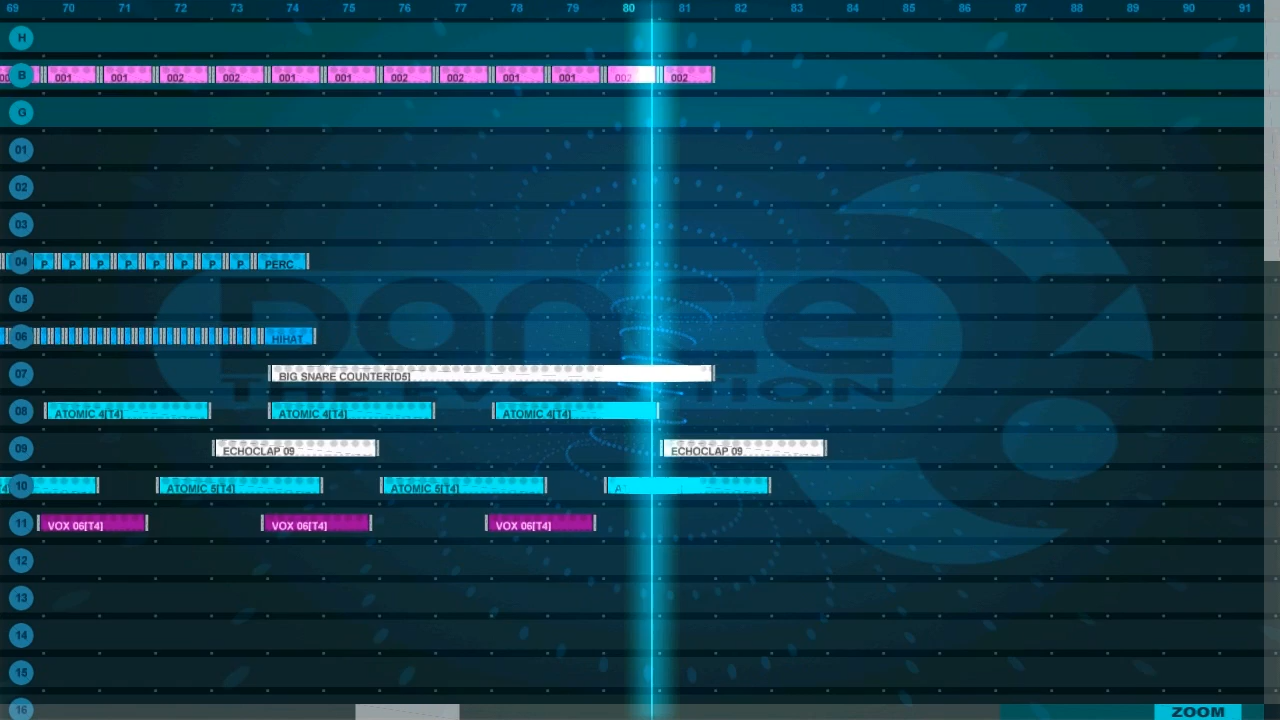 69 70 71 72 73 74 75 76 77 78 79 80 81 82 83 84 85 86 87 88 89 90 91
H
B 001 001 002 002 001 001 002 002 001 001 002 002
G
01
02
03
04 P P P P P P P P PERC
05
Dance
06 HIHAT
07 BIG SNARE COUNTER[D5]
THE EVOLUTION
08 ATOMIC 4[T4] ATOMIC 4[T4] ATOMIC 4[T4]
09 ECHOCLAP 09 ECHOCLAP 09
10 ATOMIC 5[T4] ATOMIC 5[T4] A
11 VOX 06[T4] VOX 06[T4] VOX 06[T4]
12
13
14
15
16 ZOOM